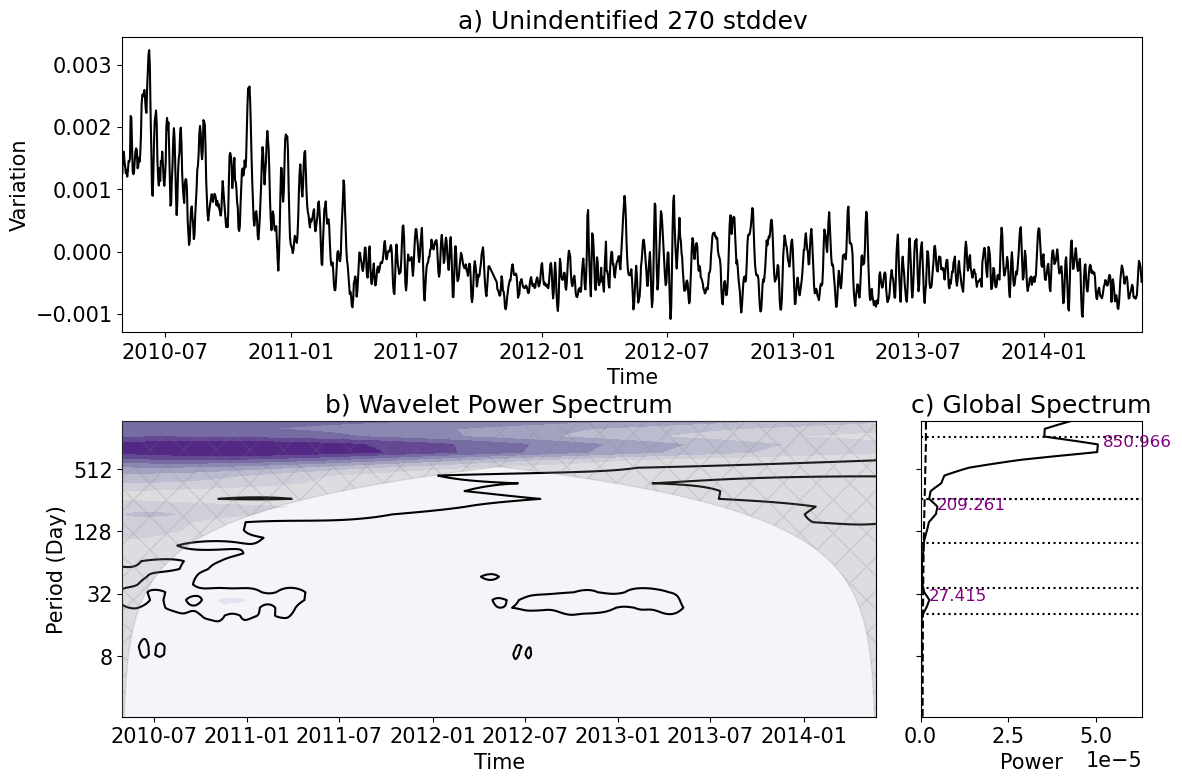 a) Unindentified 270 stddev
Variation
0.003
0.002
0.001
0.000
−0.001
2010-07 2011-01 2011-07 2012-01 2012-07 2013-01 2013-07 2014-01
Time
b) Wavelet Power Spectrum
Period (Day)
512
128
32
8
2010-07 2011-01 2011-07 2012-01 2012-07 2013-01 2013-07 2014-01
Time
c) Global Spectrum
850.966
209.261
27.415
0.0 2.5 5.0
Power 1e−5